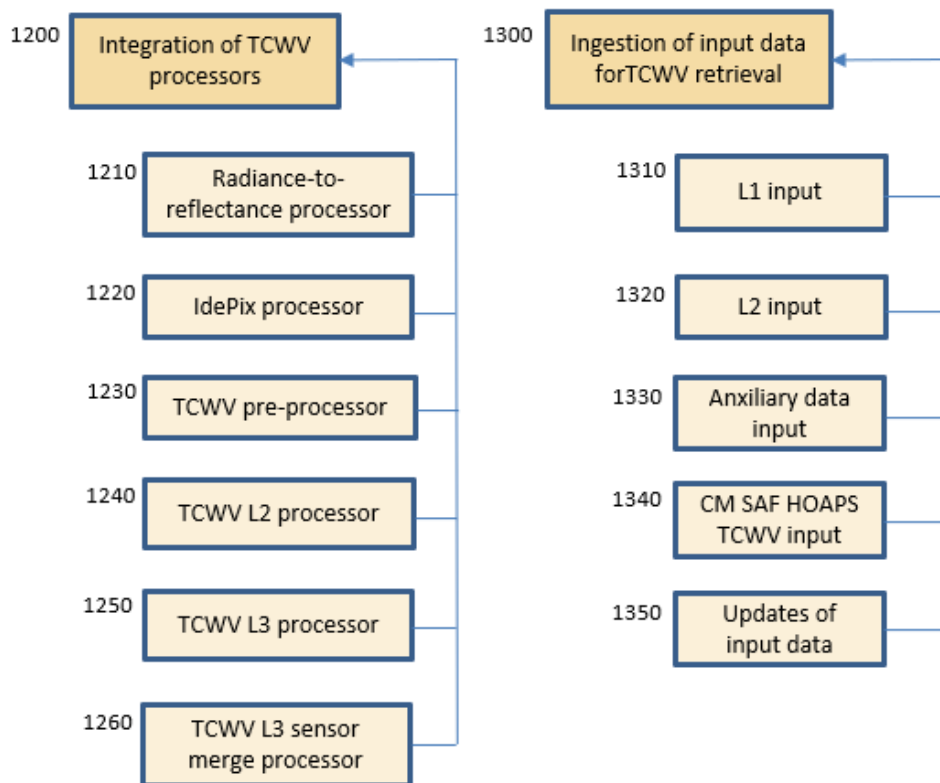 1200
Integration of TCWV
processors
1210
Radiance-to-
reflectance processor
1220
IdePix processor
1230
TCWV pre-processor
1240
TCWV L2 processor
1250
TCWV L3 processor
1260
TCWV L3 sensor
merge processor
1300
Ingestion of input data
forTCWV retrieval
1310
L1 input
1320
L2 input
1330
Anxiliary data
input
1340
CM SAF HOAPS
TCWV input
1350
Updates of
input data